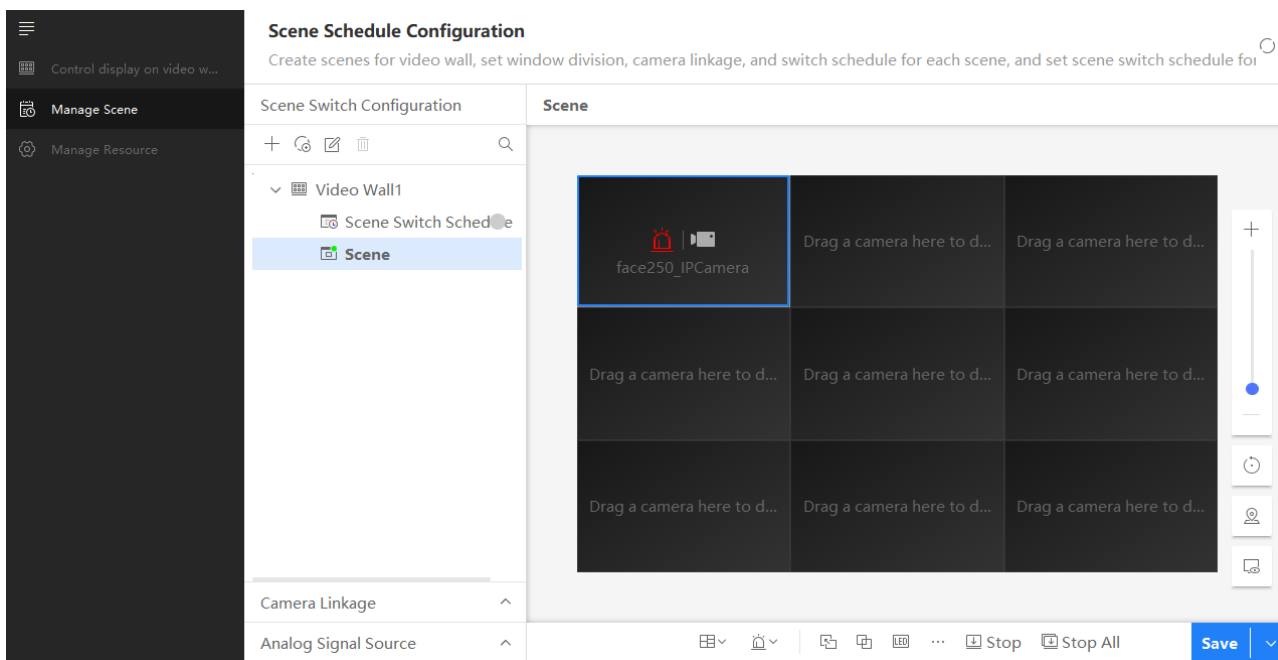 Scene Schedule Configuration
Create scenes for video wall, set window division, camera linkage, and switch schedule for each scene, and set scene switch schedule for
Control display on video w...
Manage Scene
Manage Resource
Scene Switch Configuration
Video Wall1
Scene Switch Schedule
Scene
Camera Linkage
Analog Signal Source
Scene
face250_IPCamera
Drag a camera here to d...
Drag a camera here to d...
Drag a camera here to d...
Drag a camera here to d...
Drag a camera here to d...
Drag a camera here to d...
Drag a camera here to d...
Drag a camera here to d...
LED
Stop
Stop All
Save